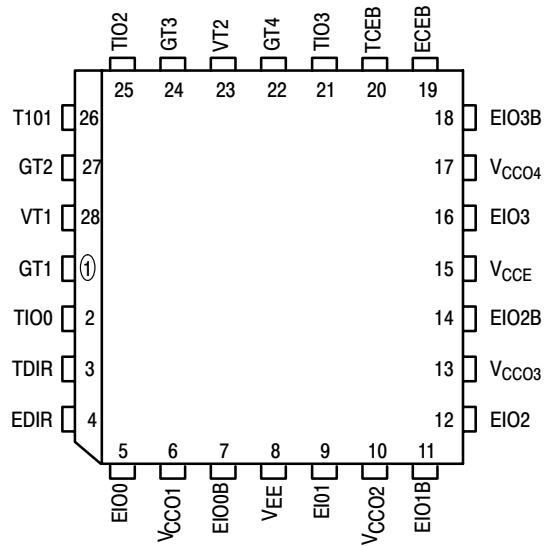 TIO2 GT3 VT2 GT4 TIO3 TCEB ECEB
25 24 23 22 21 20 19
T101 26 18 EIO3B
GT2 27 17 VCCO4
VT1 28 16 EIO3
GT1 1 15 VCCE
TIO0 2 14 EIO2B
TDIR 3 13 VCCO3
EDIR 4 12 EIO2
5 6 7 8 9 10 11
EIO0 VCCO1 EIO0B VEE EI01 VCCO2 EIO1B